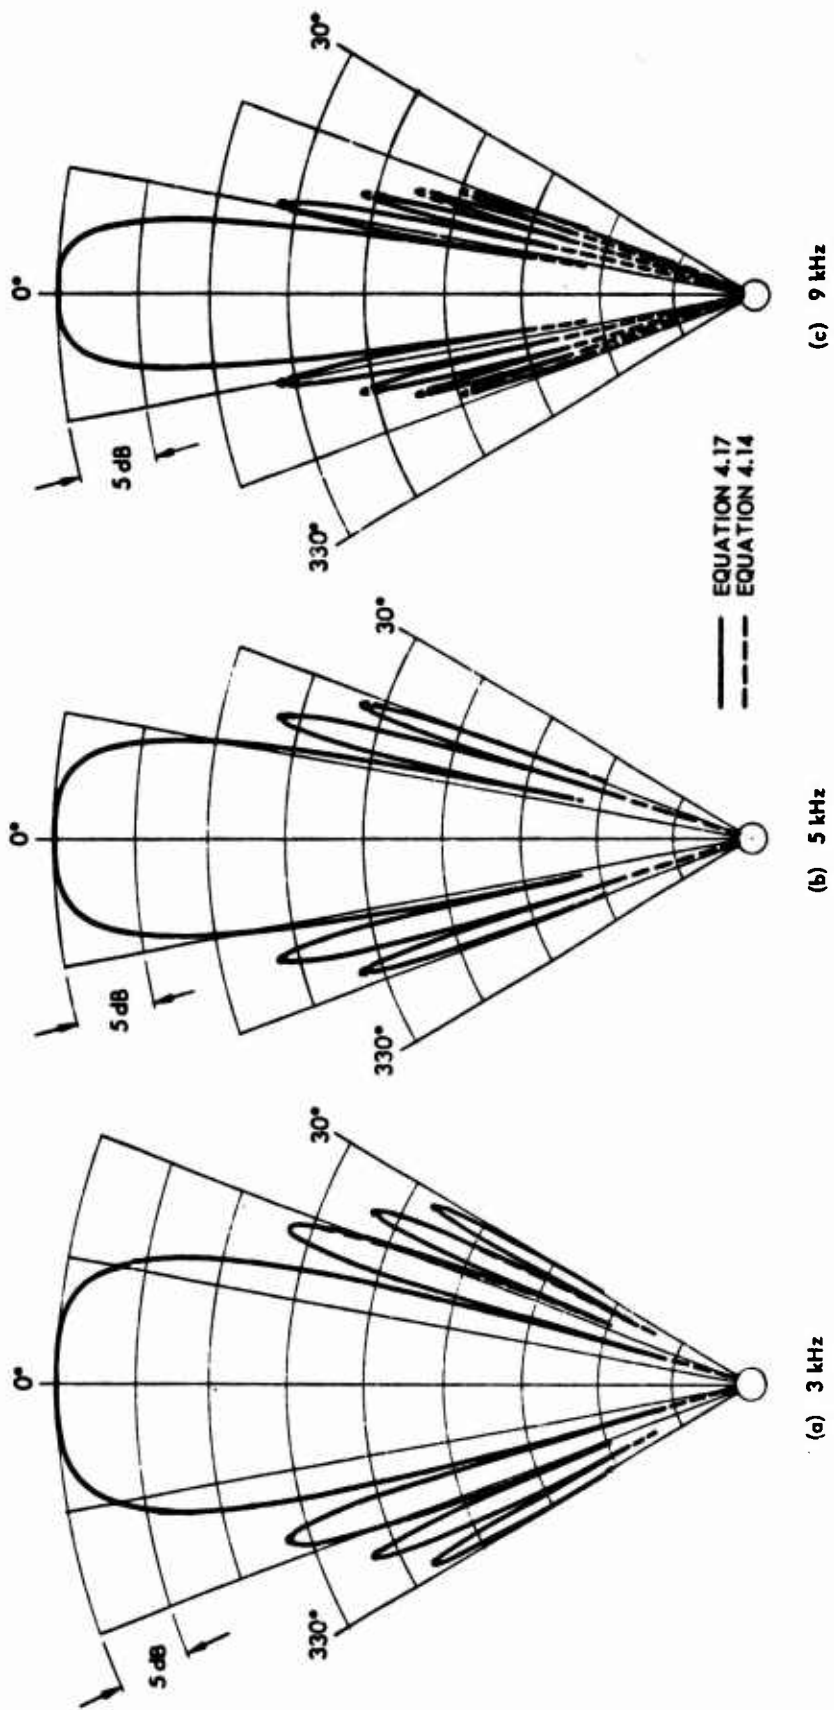 0°
30°
330°
5 dB
(a) 3 kHz
0°
30°
330°
5 dB
(b) 5 kHz
0°
30°
330°
5 dB
(c) 9 kHz
EQUATION 4.17
EQUATION 4.14